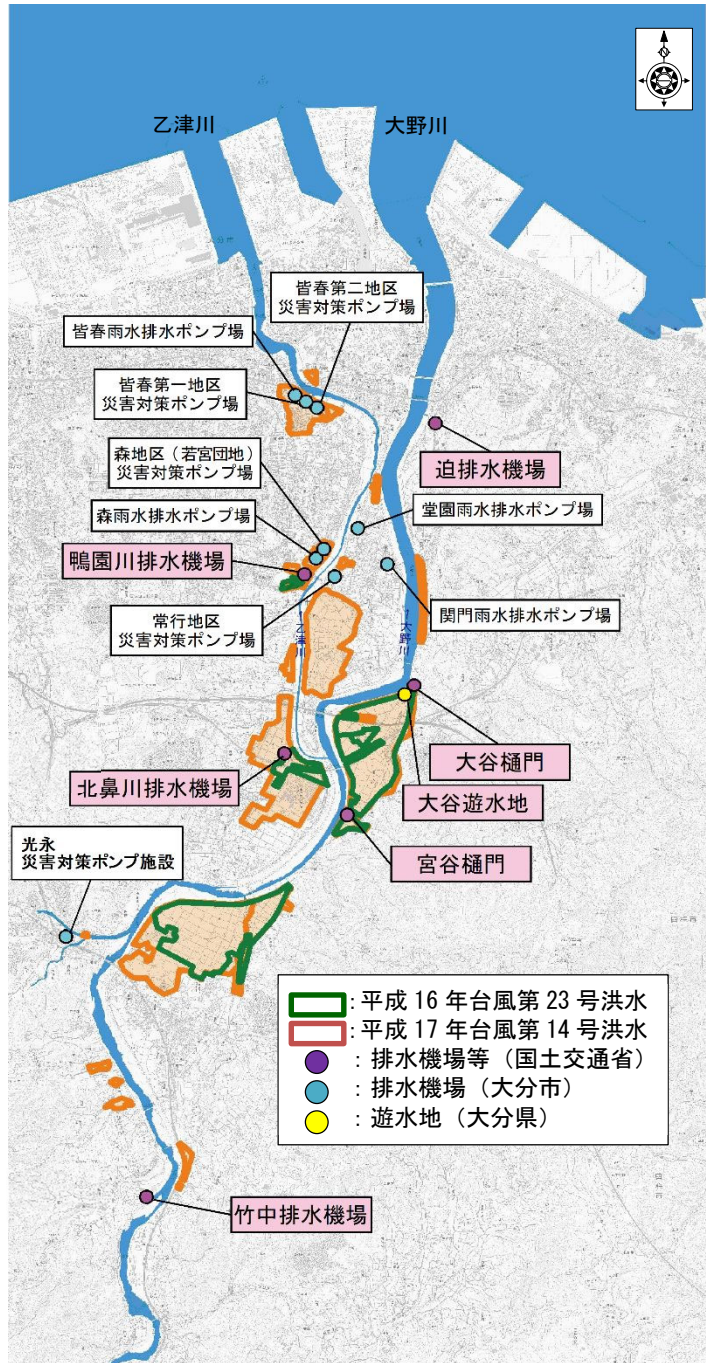 N
乙津川
大野川
皆春第二地区
災害対策ポンプ場
皆春雨水排水ポンプ場
皆春第一地区
災害対策ポンプ場
森地区（若宮団地）
災害対策ポンプ場
迫排水機場
森雨水排水ポンプ場
堂園雨水排水ポンプ場
鴨園川排水機場
常行地区
災害対策ポンプ場
関門雨水排水ポンプ場
乙津川
大野川
大谷樋門
北鼻川排水機場
大谷遊水地
宮谷樋門
光永
災害対策ポンプ施設
：平成 16 年台風第 23 号洪水
：平成 17 年台風第 14 号洪水
：排水機場等（国土交通省）
：排水機場（大分市）
：遊水地（大分県）
竹中排水機場